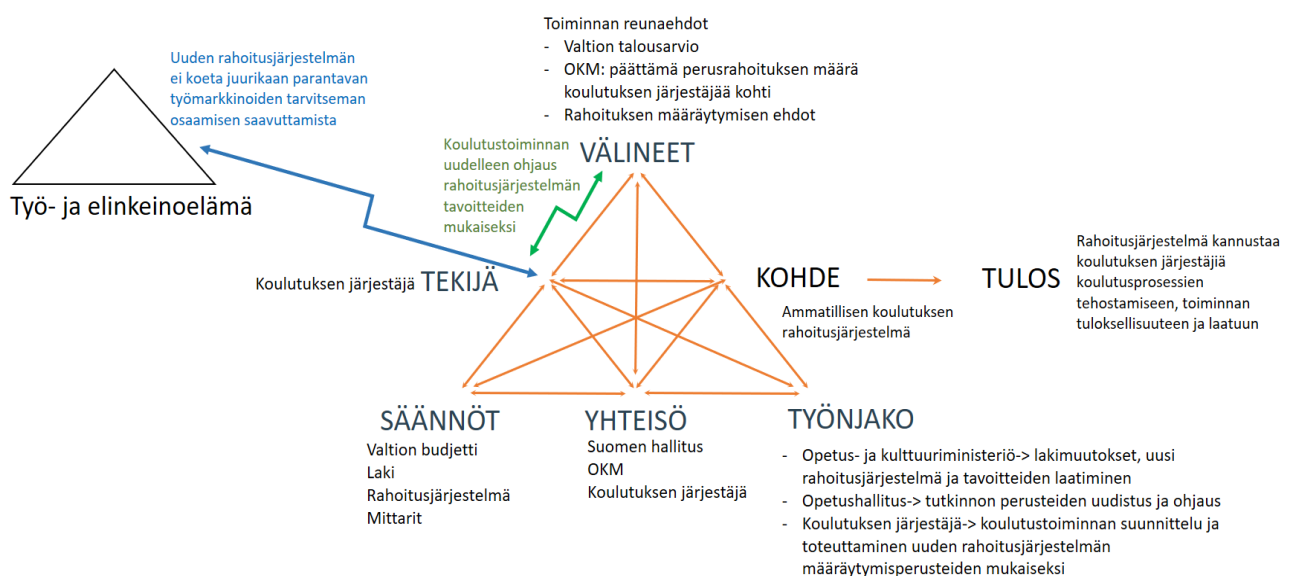 Toiminnan reunaehdot
- Valtion talousarvio
- OKM: päättämä perusrahoituksen määrä
koulutuksen järjestäjää kohti
- Rahoituksen määräytymisen ehdot
Uuden rahoitusjärjestelmän
ei koeta juurikaan parantavan
työmarkkinoiden tarvitseman
osaamisen saavuttamista
Koulutustoiminnan
uudelleen ohjaus
rahoitusjärjestelmän
tavoitteiden
mukaiseksi
VÄLINEET
Työ- ja elinkeinoelämä
Koulutuksen järjestäjä TEKIJÄ
KOHDE
Ammatillisen koulutuksen
rahoitusjärjestelmä
TULOS
Rahoitusjärjestelmä kannustaa
koulutuksen järjestäjiä
koulutusprosessien
tehostamiseen, toiminnan
tuloksellisuuteen ja laatuun
SÄÄNNÖT
Valtion budjetti
Laki
Rahoitusjärjestelmä
Mittarit
YHTEISÖ
Suomen hallitus
OKM
Koulutuksen järjestäjä
TYÖNJAKO
- Opetus- ja kulttuuriministeriö-> lakimuutokset, uusi
rahoitusjärjestelmä ja tavoitteiden laatiminen
- Opetushallitus-> tutkinnon perusteiden uudistus ja ohjaus
- Koulutuksen järjestäjä-> koulutustoiminnan suunnittelu ja
toteuttaminen uuden rahoitusjärjestelmän
määräytymisperusteiden mukaiseksi